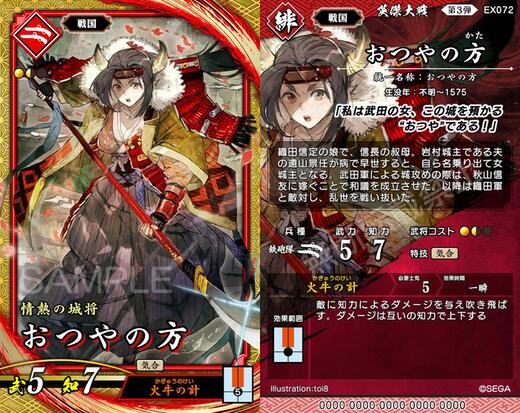 戦国
SAMPLE
情熱の城将
おつやの方
気合
武5 知7
かぎゅうのけい
火牛の計
5
緋
戦国
英傑大戦
第3弾
EX072
かた
おつやの方
統一名称:おつやの方
生没年:不明~1575
「私は武田の女、この城を預かる
“おつや”である!」
織田信定の娘で、信長の叔母。岩村城主である夫
の遠山景任が病で早世すると、自ら名乗り出て女
城主となる。武田軍による城攻めの際は、秋山信
友に嫁ぐことで和議を成立させた。以降は織田軍
と敵対し、乱世を戦い抜いた。
兵種
武力
知力
武将コスト
鉄砲隊
5
7
特技
気合
かぎゅうのけい
火牛の計
必要士気
5
効果時間
一瞬
効果範囲
敵に知力によるダメージを与え吹き飛ば
す。ダメージは互いの知力で上下する
Illustration:toi8
©SEGA
0000-0000-0000-0000-0000